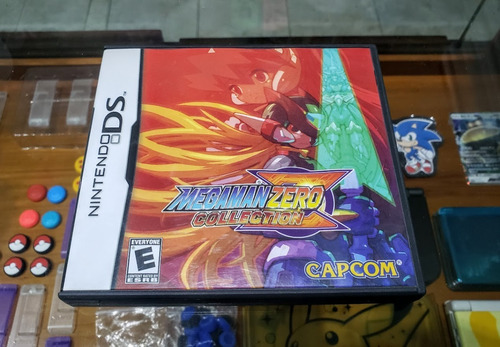 NINTENDO DS
MEGAMAN ZERO
COLLECTION
EVERYONE
E
CONTENT RATED BY
ESRB
CAPCOM